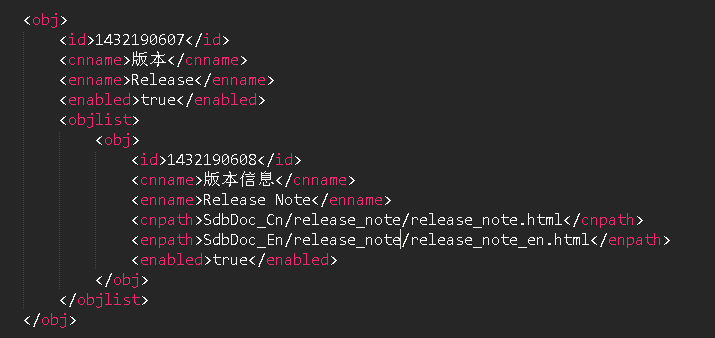 <obj>
<id>1432190607</id>
<cnname>版本</cnname>
<enname>Release</enname>
<enabled>true</enabled>
<objlist>
<obj>
<id>1432190608</id>
<cnname>版本信息</cnname>
<enname>Release Note</enname>
<cnpath>SdbDoc_Cn/release_note/release_note.html</cnpath>
<enpath>SdbDoc_En/release_note/release_note_en.html</enpath>
<enabled>true</enabled>
</obj>
</objlist>
</obj>